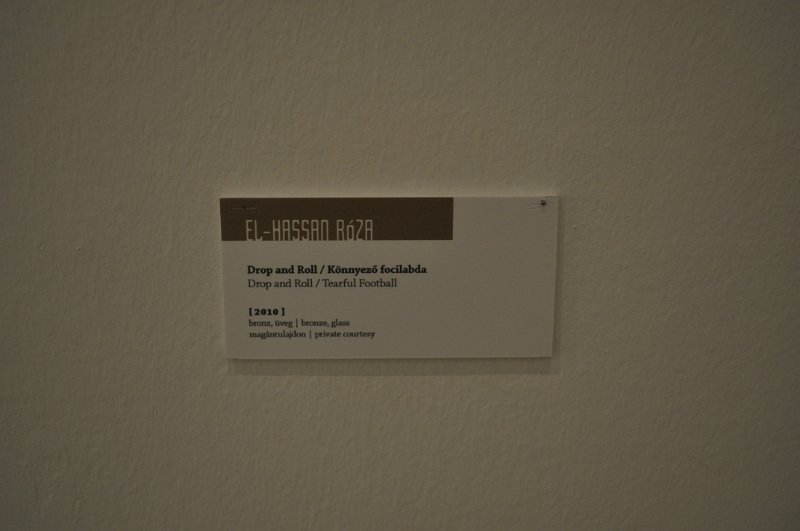 EL-HASSAN RóZA
Drop and Roll / Könnyező focilabda
Drop and Roll / Tearful Football
[ 2010 ]
bronz, üveg | bronze, glass
magántulajdon | private courtesy